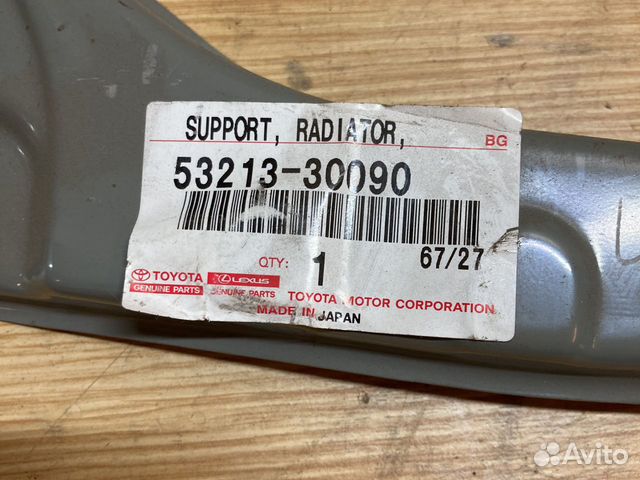 SUPPORT, RADIATOR,
BG
53213-30090
67/27
QTY: 1
TOYOTA LEXUS
GENUINE PARTS GENUINE PARTS TOYOTA MOTOR CORPORATION
MADE IN JAPAN
Avito